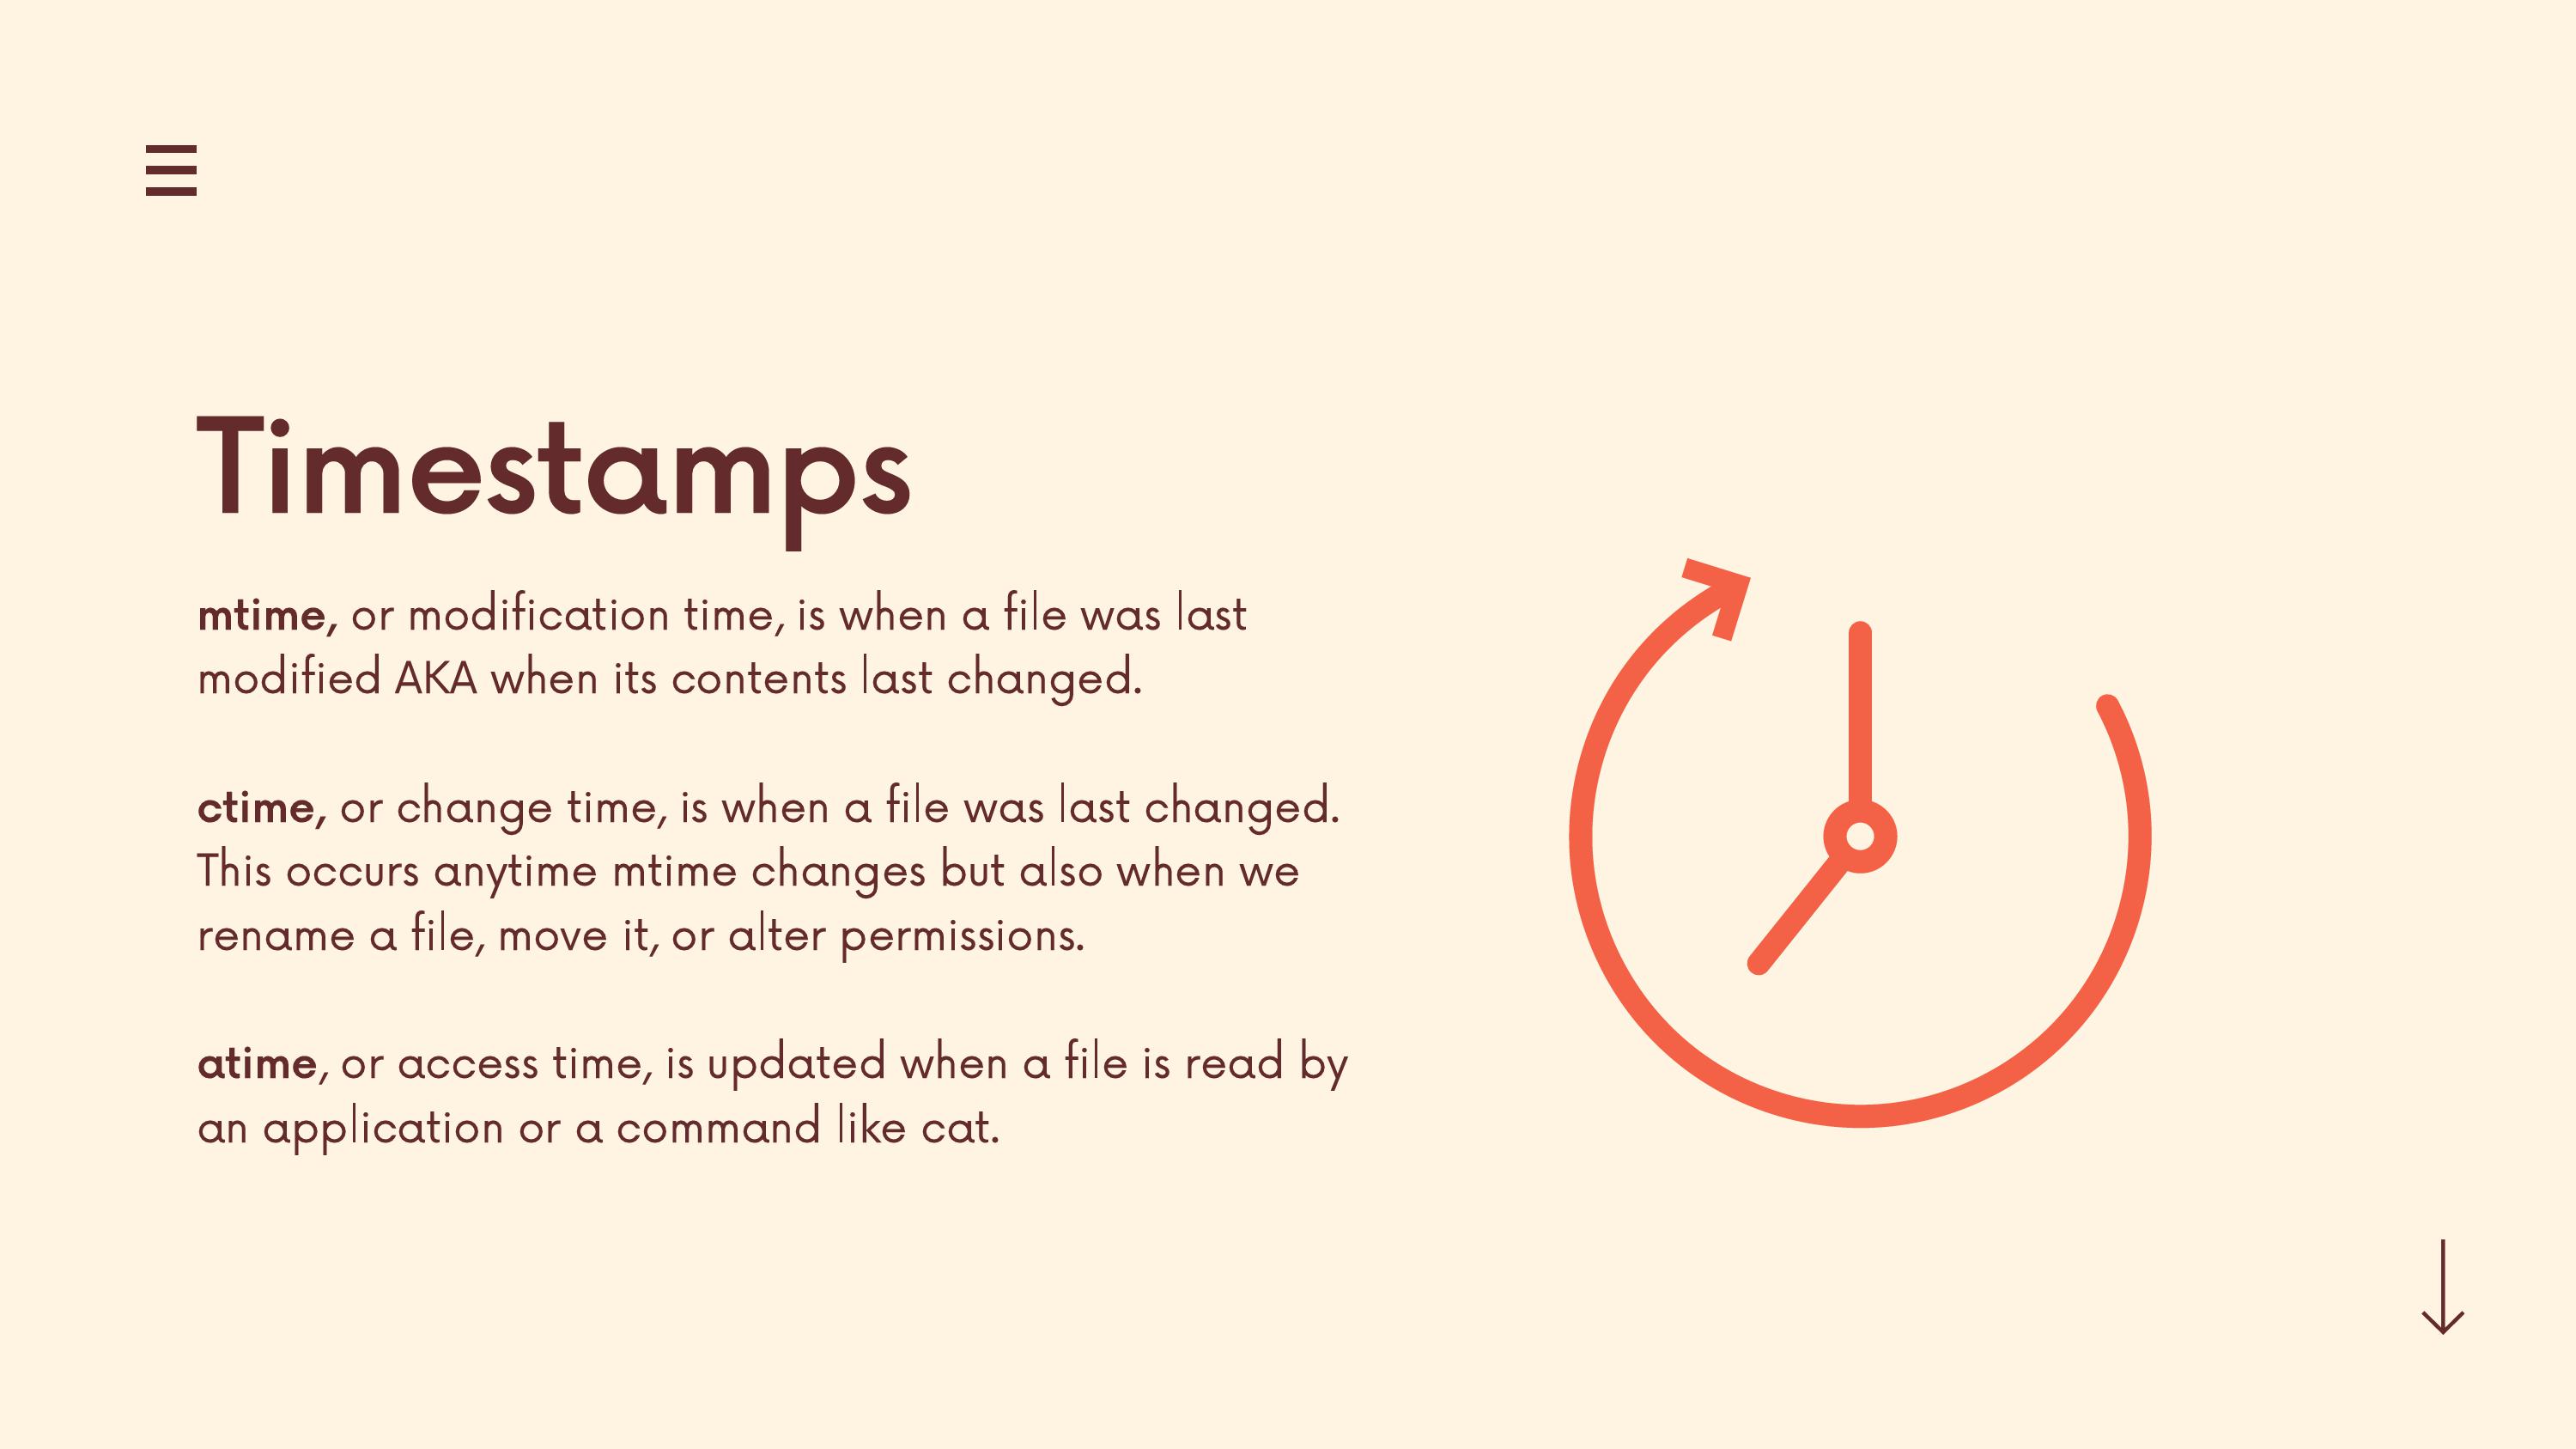 Timestamps
mtime, or modification time, is when a file was last
modified AKA when its contents last changed.
ctime, or change time, is when a file was last changed.
This occurs anytime mtime changes but also when we
rename a file, move it, or alter permissions.
atime, or access time, is updated when a file is read by
an application or a command like cat.